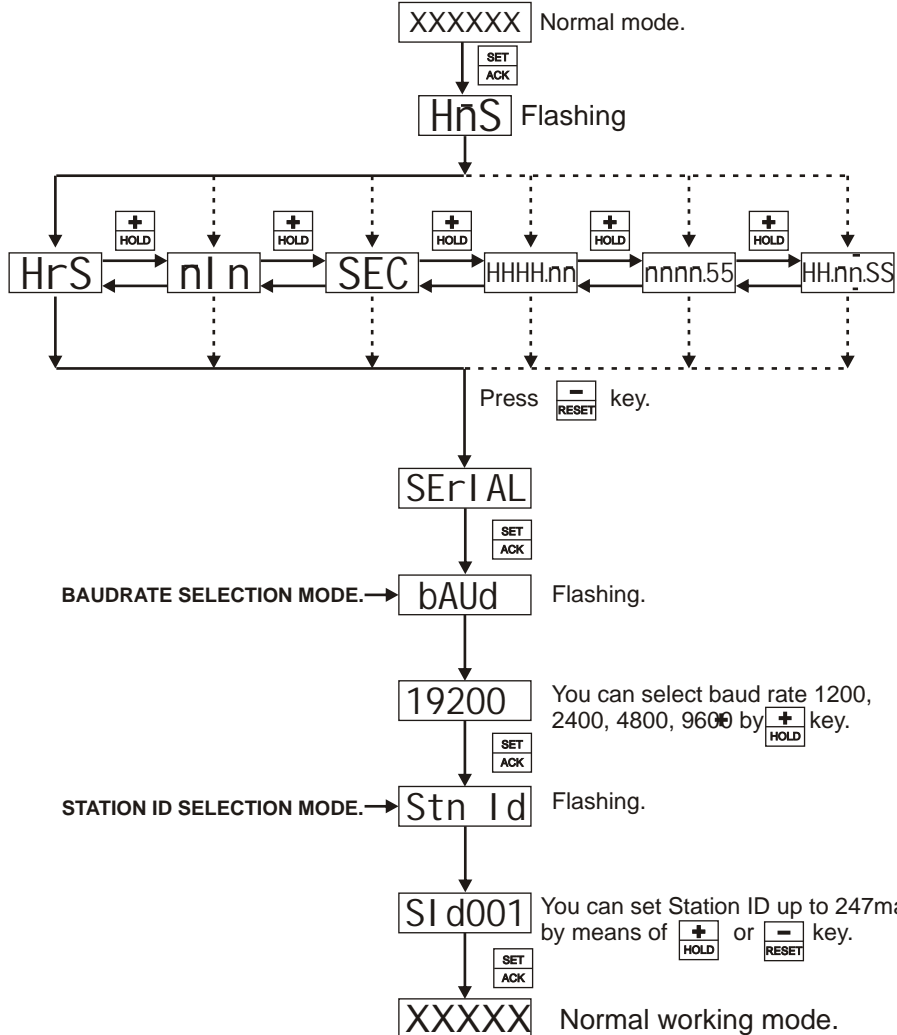 XXXXXX Normal mode.
SET
ACK
Hn̄S Flashing
+ + + + +
HOLD HOLD HOLD HOLD HOLD
HrS nIn SEC HHHH.nn nnnn.55 HH.nn̄.SS
Press − key.
RESET
SErIAL
SET
ACK
BAUDRATE SELECTION MODE. bAUd Flashing.
19200 You can select baud rate 1200,
2400, 4800, 9600 by + key.
HOLD
SET
ACK
STATION ID SELECTION MODE. Stn Id Flashing.
SId001 You can set Station ID up to 247ma
by means of + or − key.
HOLD RESET
SET
ACK
XXXXX Normal working mode.